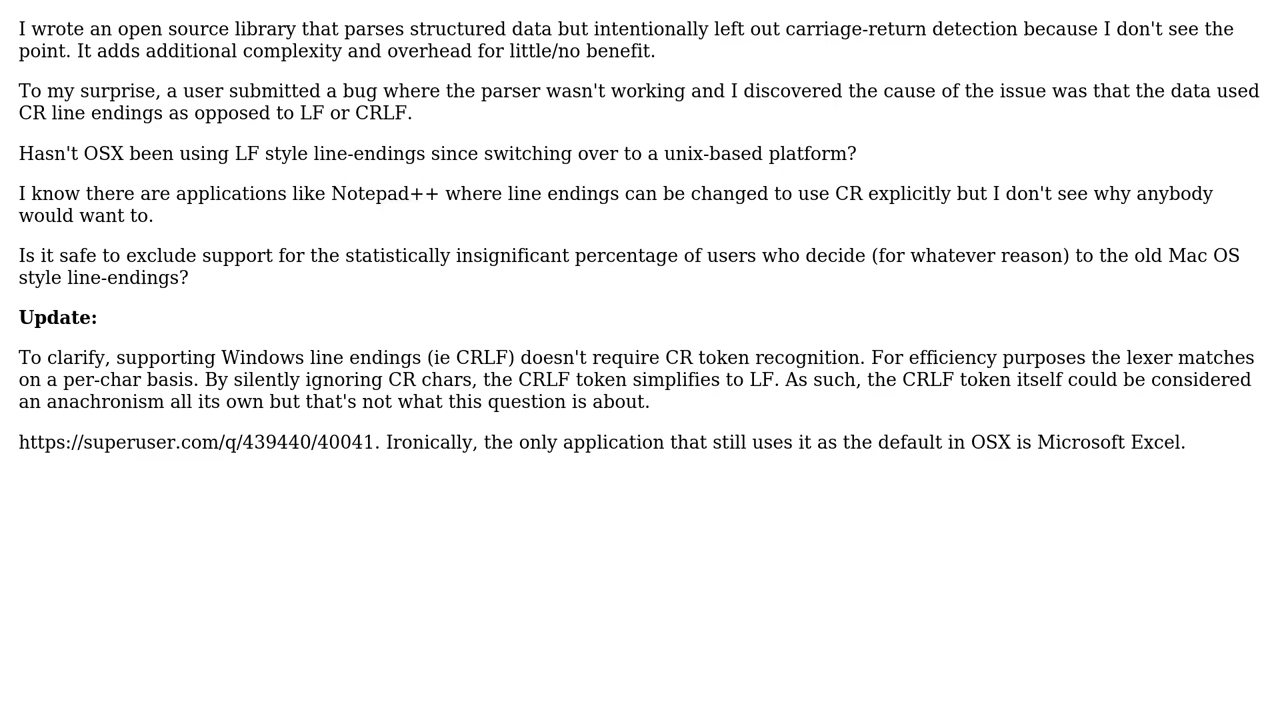 I wrote an open source library that parses structured data but intentionally left out carriage-return detection because I don't see the
point. It adds additional complexity and overhead for little/no benefit.
To my surprise, a user submitted a bug where the parser wasn't working and I discovered the cause of the issue was that the data used
CR line endings as opposed to LF or CRLF.
Hasn't OSX been using LF style line-endings since switching over to a unix-based platform?
I know there are applications like Notepad++ where line endings can be changed to use CR explicitly but I don't see why anybody
would want to.
Is it safe to exclude support for the statistically insignificant percentage of users who decide (for whatever reason) to the old Mac OS
style line-endings?
Update:
To clarify, supporting Windows line endings (ie CRLF) doesn't require CR token recognition. For efficiency purposes the lexer matches
on a per-char basis. By silently ignoring CR chars, the CRLF token simplifies to LF. As such, the CRLF token itself could be considered
an anachronism all its own but that's not what this question is about.
https://superuser.com/q/439440/40041. Ironically, the only application that still uses it as the default in OSX is Microsoft Excel.